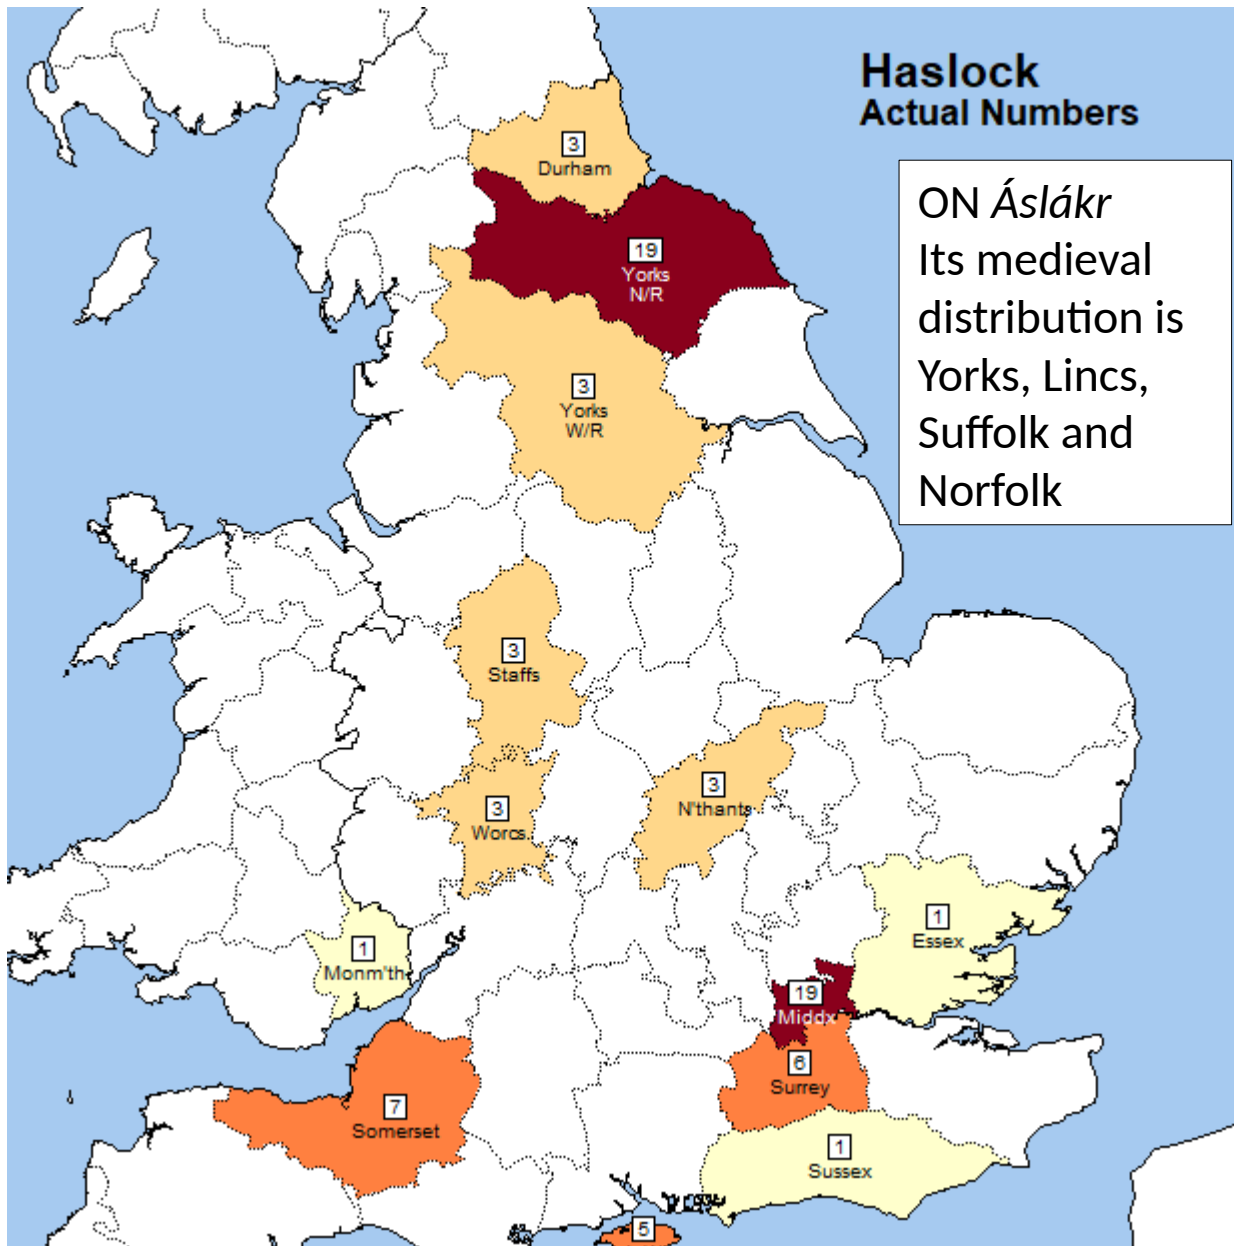 Haslock
Actual Numbers
ON Áslákr
Its medieval
distribution is
Yorks, Lincs,
Suffolk and
Norfolk
3
Durham
19
Yorks
N/R
3
Yorks
W/R
3
Staffs
3
N'thants
3
Worcs.
1
Essex
1
Monm'th
19
Middx
6
Surrey
7
Somerset
1
Sussex
5